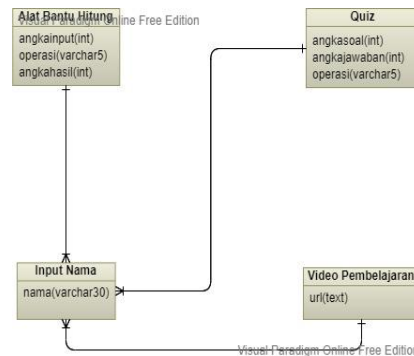 Alat Bantu Hitung
Visual Paradigm Online Free Edition
angkainput(int)
operasi(varchar5)
angkahasil(int)
Quiz
angkasoal(int)
angkajawaban(int)
operasi(varchar5)
Input Nama
nama(varchar30)
Video Pembelajaran
url(text)
Visual Paradigm Online Free Edition